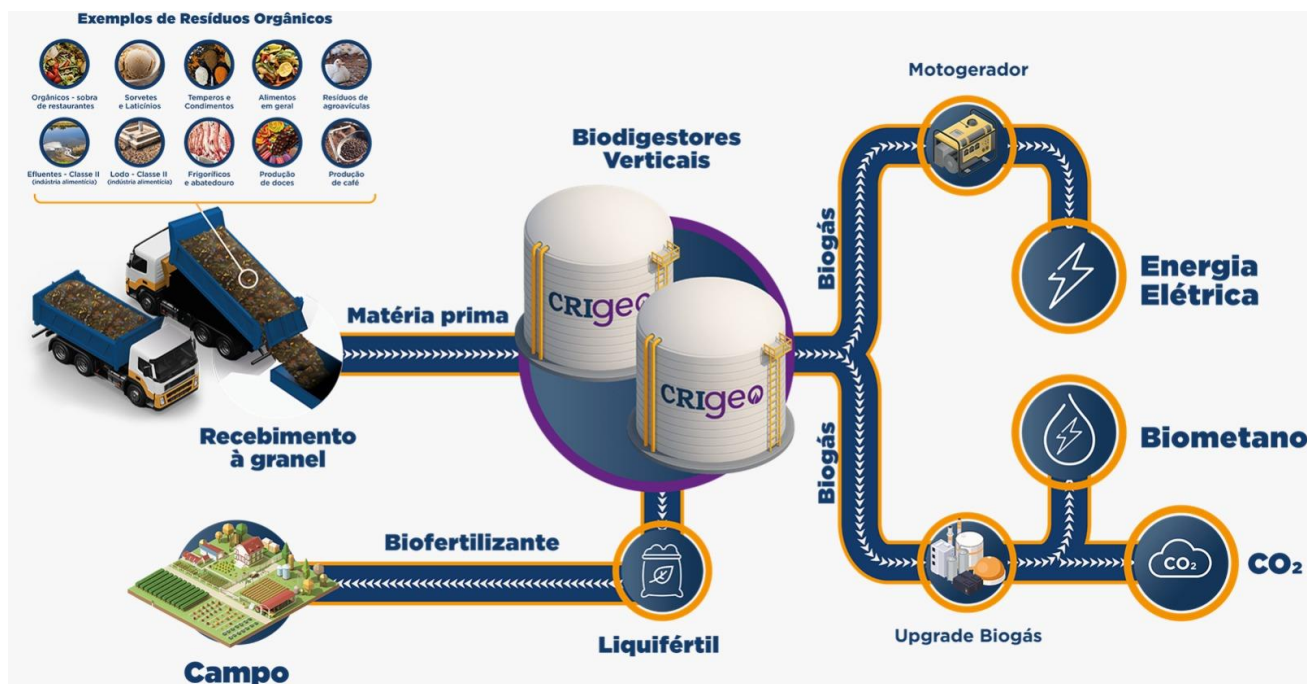 Exemplos de Resíduos Orgânicos
Orgânicos - sobra
de restaurantes
Sorvetes
e Laticínios
Temperos e
Condimentos
Alimentos
em geral
Resíduos de
agroavículas
Efluentes - Classe II
(indústria alimentícia)
Lodo - Classe II
(indústria alimentícia)
Frigoríficos
e abatedouro
Produção
de doces
Produção
de café
Recebimento
à granel
Matéria prima
Biodigestores
Verticais
CRIgeo
CRIgeo
Biogás
Biogás
Motogerador
Energia
Elétrica
Biometano
Upgrade Biogás
CO₂
CO₂
Biofertilizante
Liquifértil
Campo